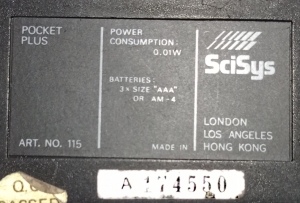 POCKET
PLUS
ART. NO. 115
POWER
CONSUMPTION:
0.01W
BATTERIES:
3 x SIZE "AAA"
OR AM-4
MADE IN
SciSys
LONDON
LOS ANGELES
HONG KONG
A 174550